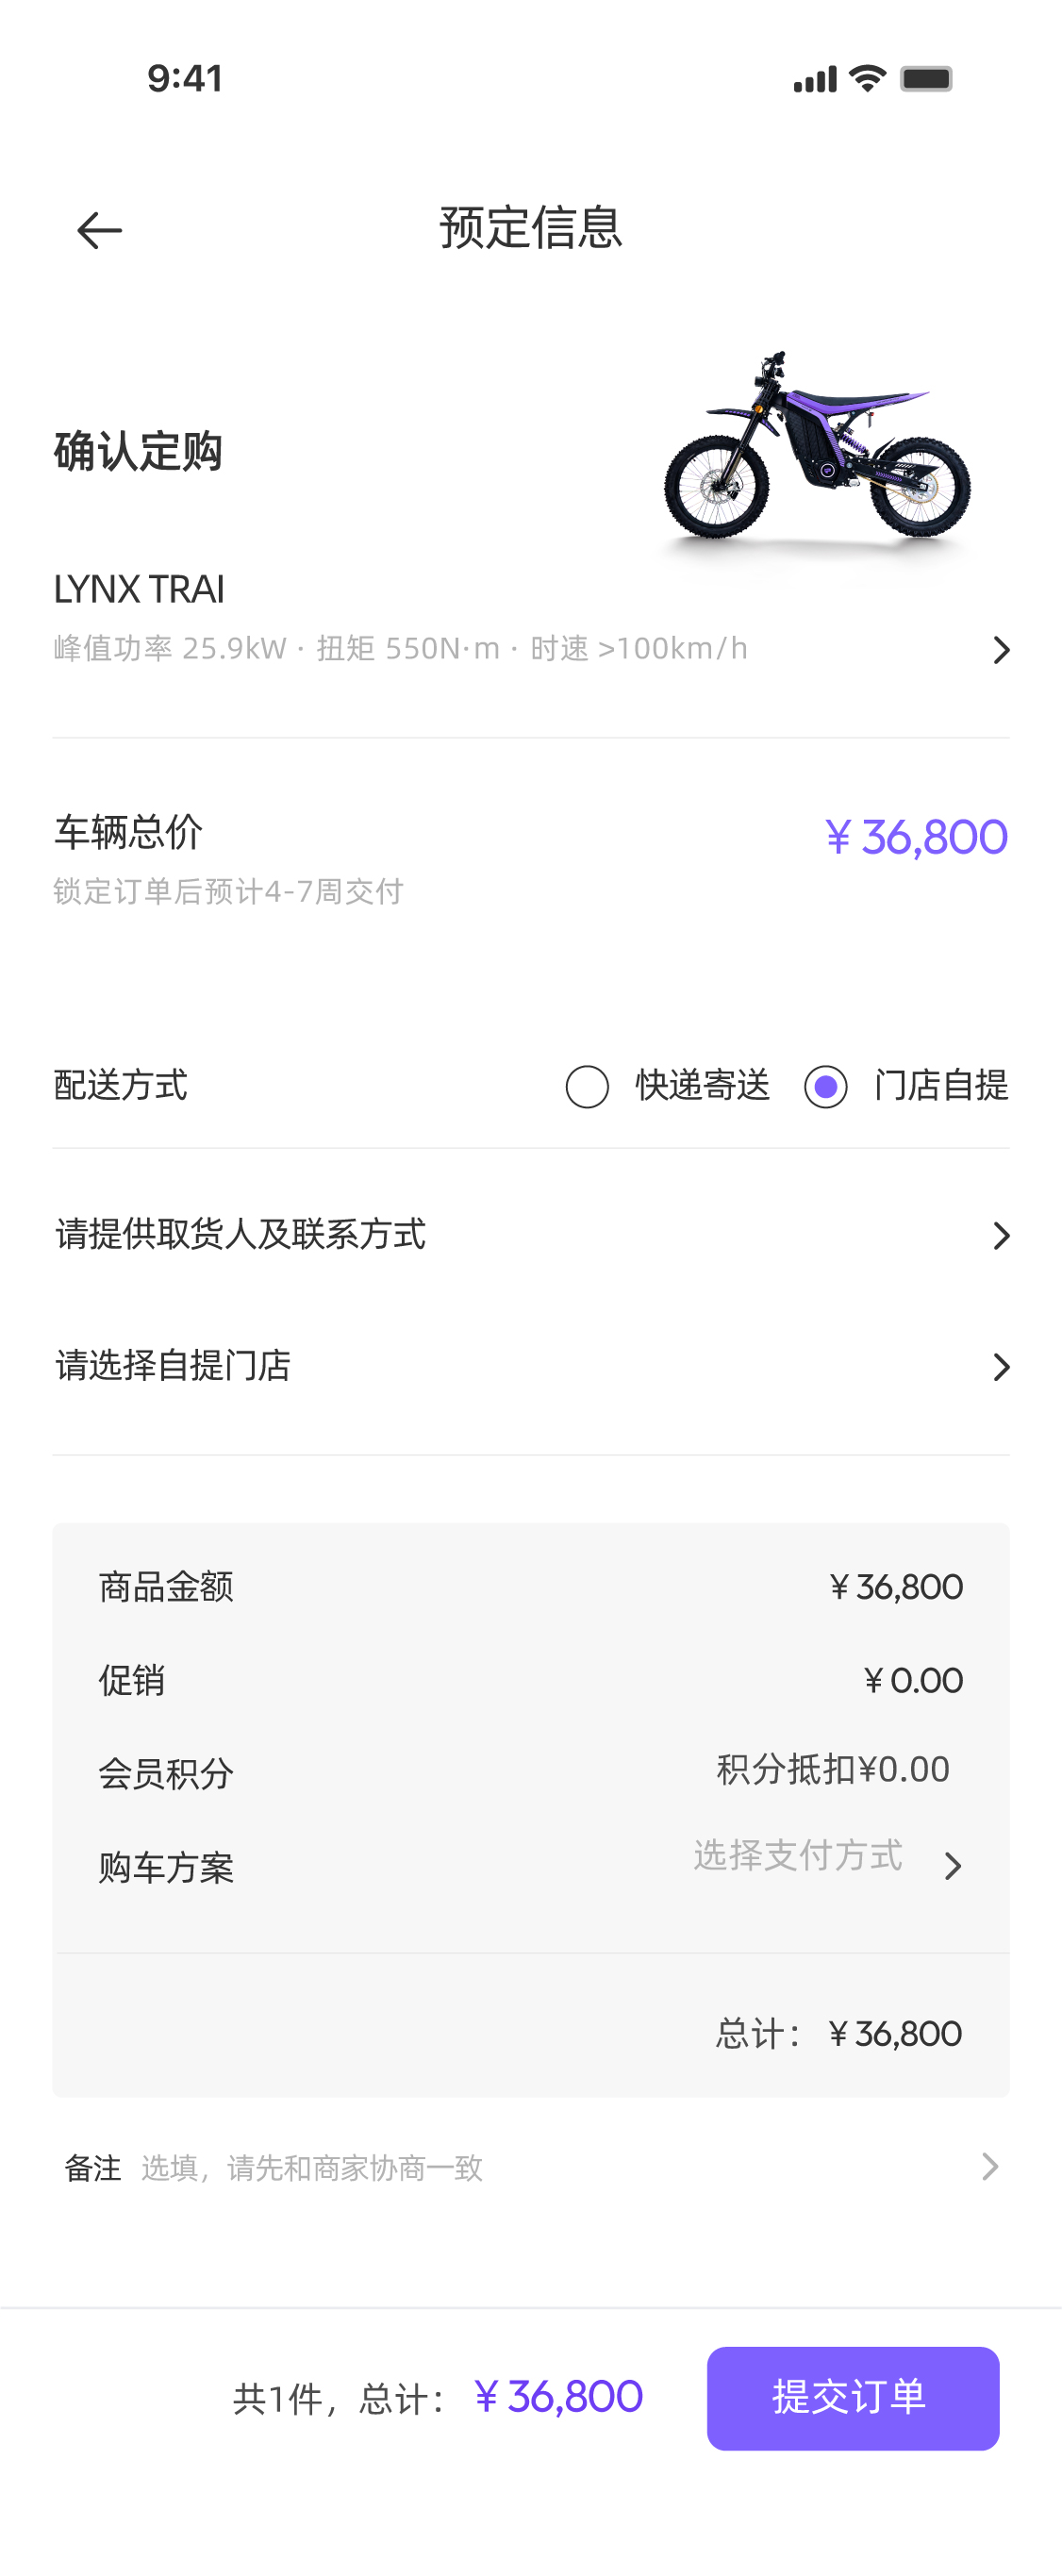 9:41
预定信息
确认定购
LYNX TRAI
峰值功率 25.9kW · 扭矩 550N·m · 时速 >100km/h
车辆总价
¥ 36,800
锁定订单后预计4-7周交付
配送方式 快递寄送 门店自提
请提供取货人及联系方式
请选择自提门店
商品金额 ¥ 36,800
促销 ¥ 0.00
会员积分 积分抵扣¥0.00
购车方案 选择支付方式
总计： ¥ 36,800
备注 选填，请先和商家协商一致
共1件，总计： ¥ 36,800 提交订单